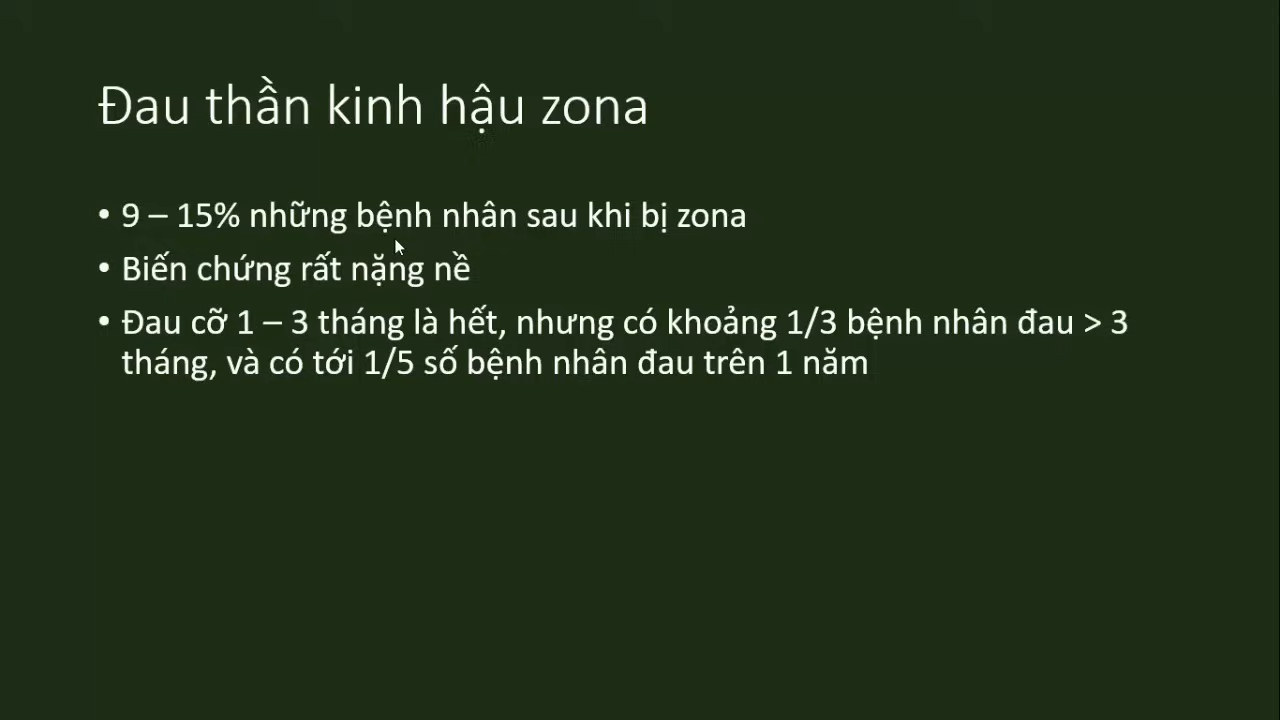 Đau thần kinh hậu zona
• 9 – 15% những bệnh nhân sau khi bị zona
• Biến chứng rất nặng nề
• Đau cỡ 1 – 3 tháng là hết, nhưng có khoảng 1/3 bệnh nhân đau > 3
tháng, và có tới 1/5 số bệnh nhân đau trên 1 năm